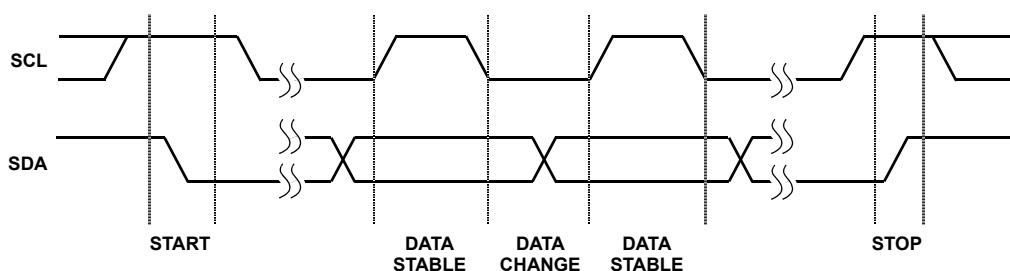 SCL
SDA
START
DATA
STABLE
DATA
CHANGE
DATA
STABLE
STOP